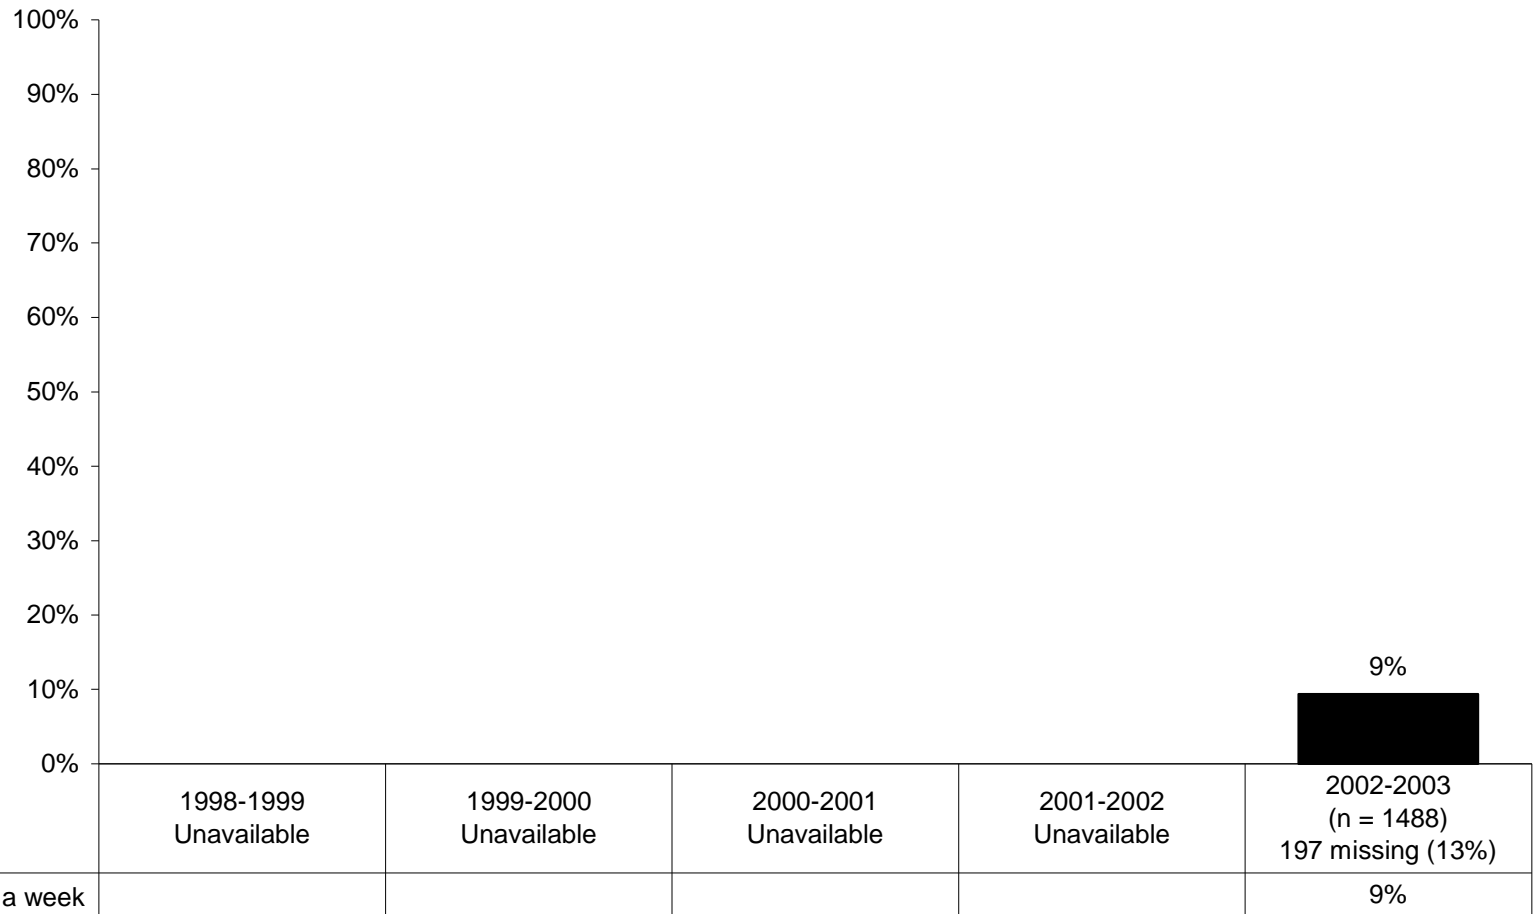 100%
90%
80%
70%
60%
50%
40%
30%
20%
10%
0%
9%
1998-1999
Unavailable
1999-2000
Unavailable
2000-2001
Unavailable
2001-2002
Unavailable
2002-2003
(n = 1488)
197 missing (13%)
a week
9%